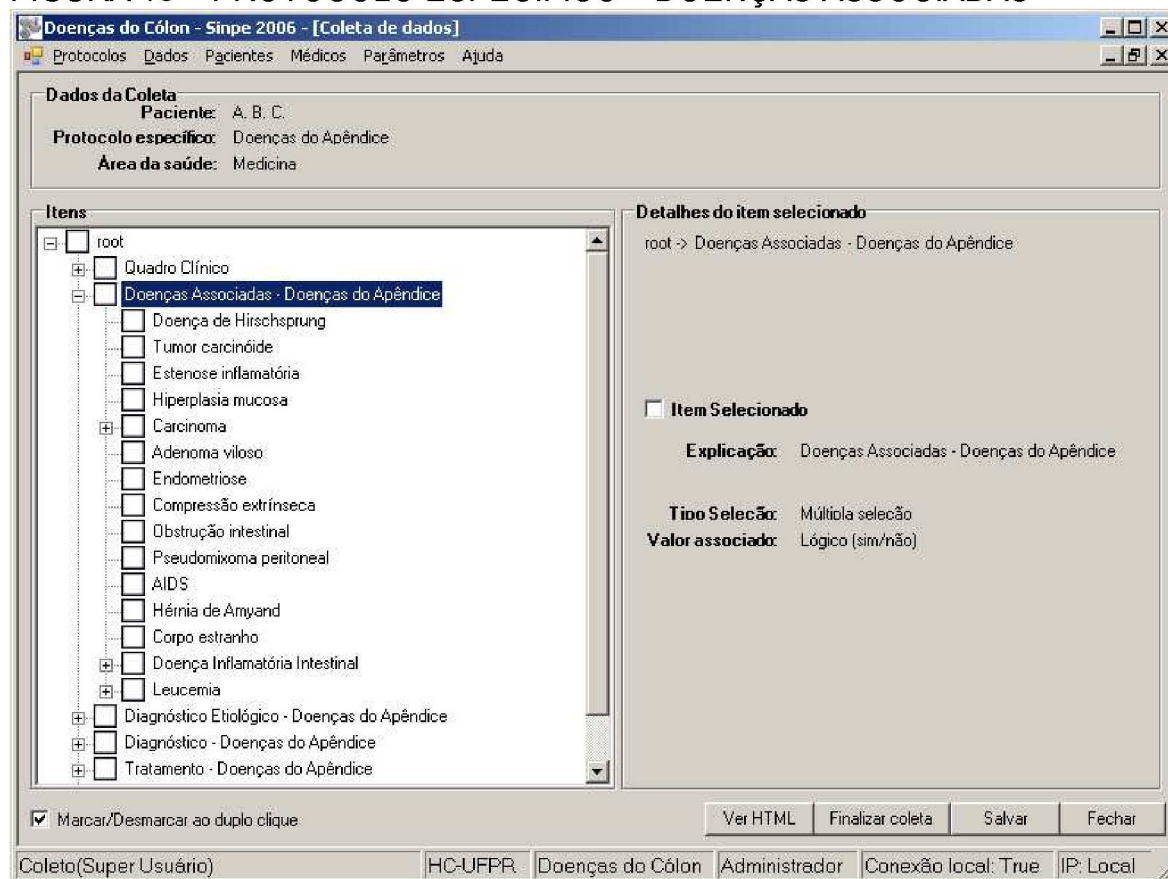 Doenças do Cólon - Sinpe 2006 - [Coleta de dados]
Protocolos Dados Pacientes Médicos Parâmetros Ajuda
Dados da Coleta
Paciente: A. B. C.
Protocolo específico: Doenças do Apêndice
Área da saúde: Medicina
Itens
root
Quadro Clínico
Doenças Associadas - Doenças do Apêndice
Doença de Hirschsprung
Tumor carcinóide
Estenose inflamatória
Hiperplasia mucosa
Carcinoma
Adenoma viloso
Endometriose
Compressão extrínseca
Obstrução intestinal
Pseudomixoma peritoneal
AIDS
Hérnia de Amyand
Corpo estranho
Doença Inflamatória Intestinal
Leucemia
Diagnóstico Etiológico - Doenças do Apêndice
Diagnóstico - Doenças do Apêndice
Tratamento - Doenças do Apêndice
Detalhes do item selecionado
root -> Doenças Associadas - Doenças do Apêndice
Item Selecionado
Explicação: Doenças Associadas - Doenças do Apêndice
Tipo Seleção: Múltipla seleção
Valor associado: Lógico (sim/não)
Marcar/Desmarcar ao duplo clique
Ver HTML Finalizar coleta Salvar Fechar
Coleto(Super Usuário) HC-UFPR Doenças do Cólon Administrador Conexão local: True IP: Local